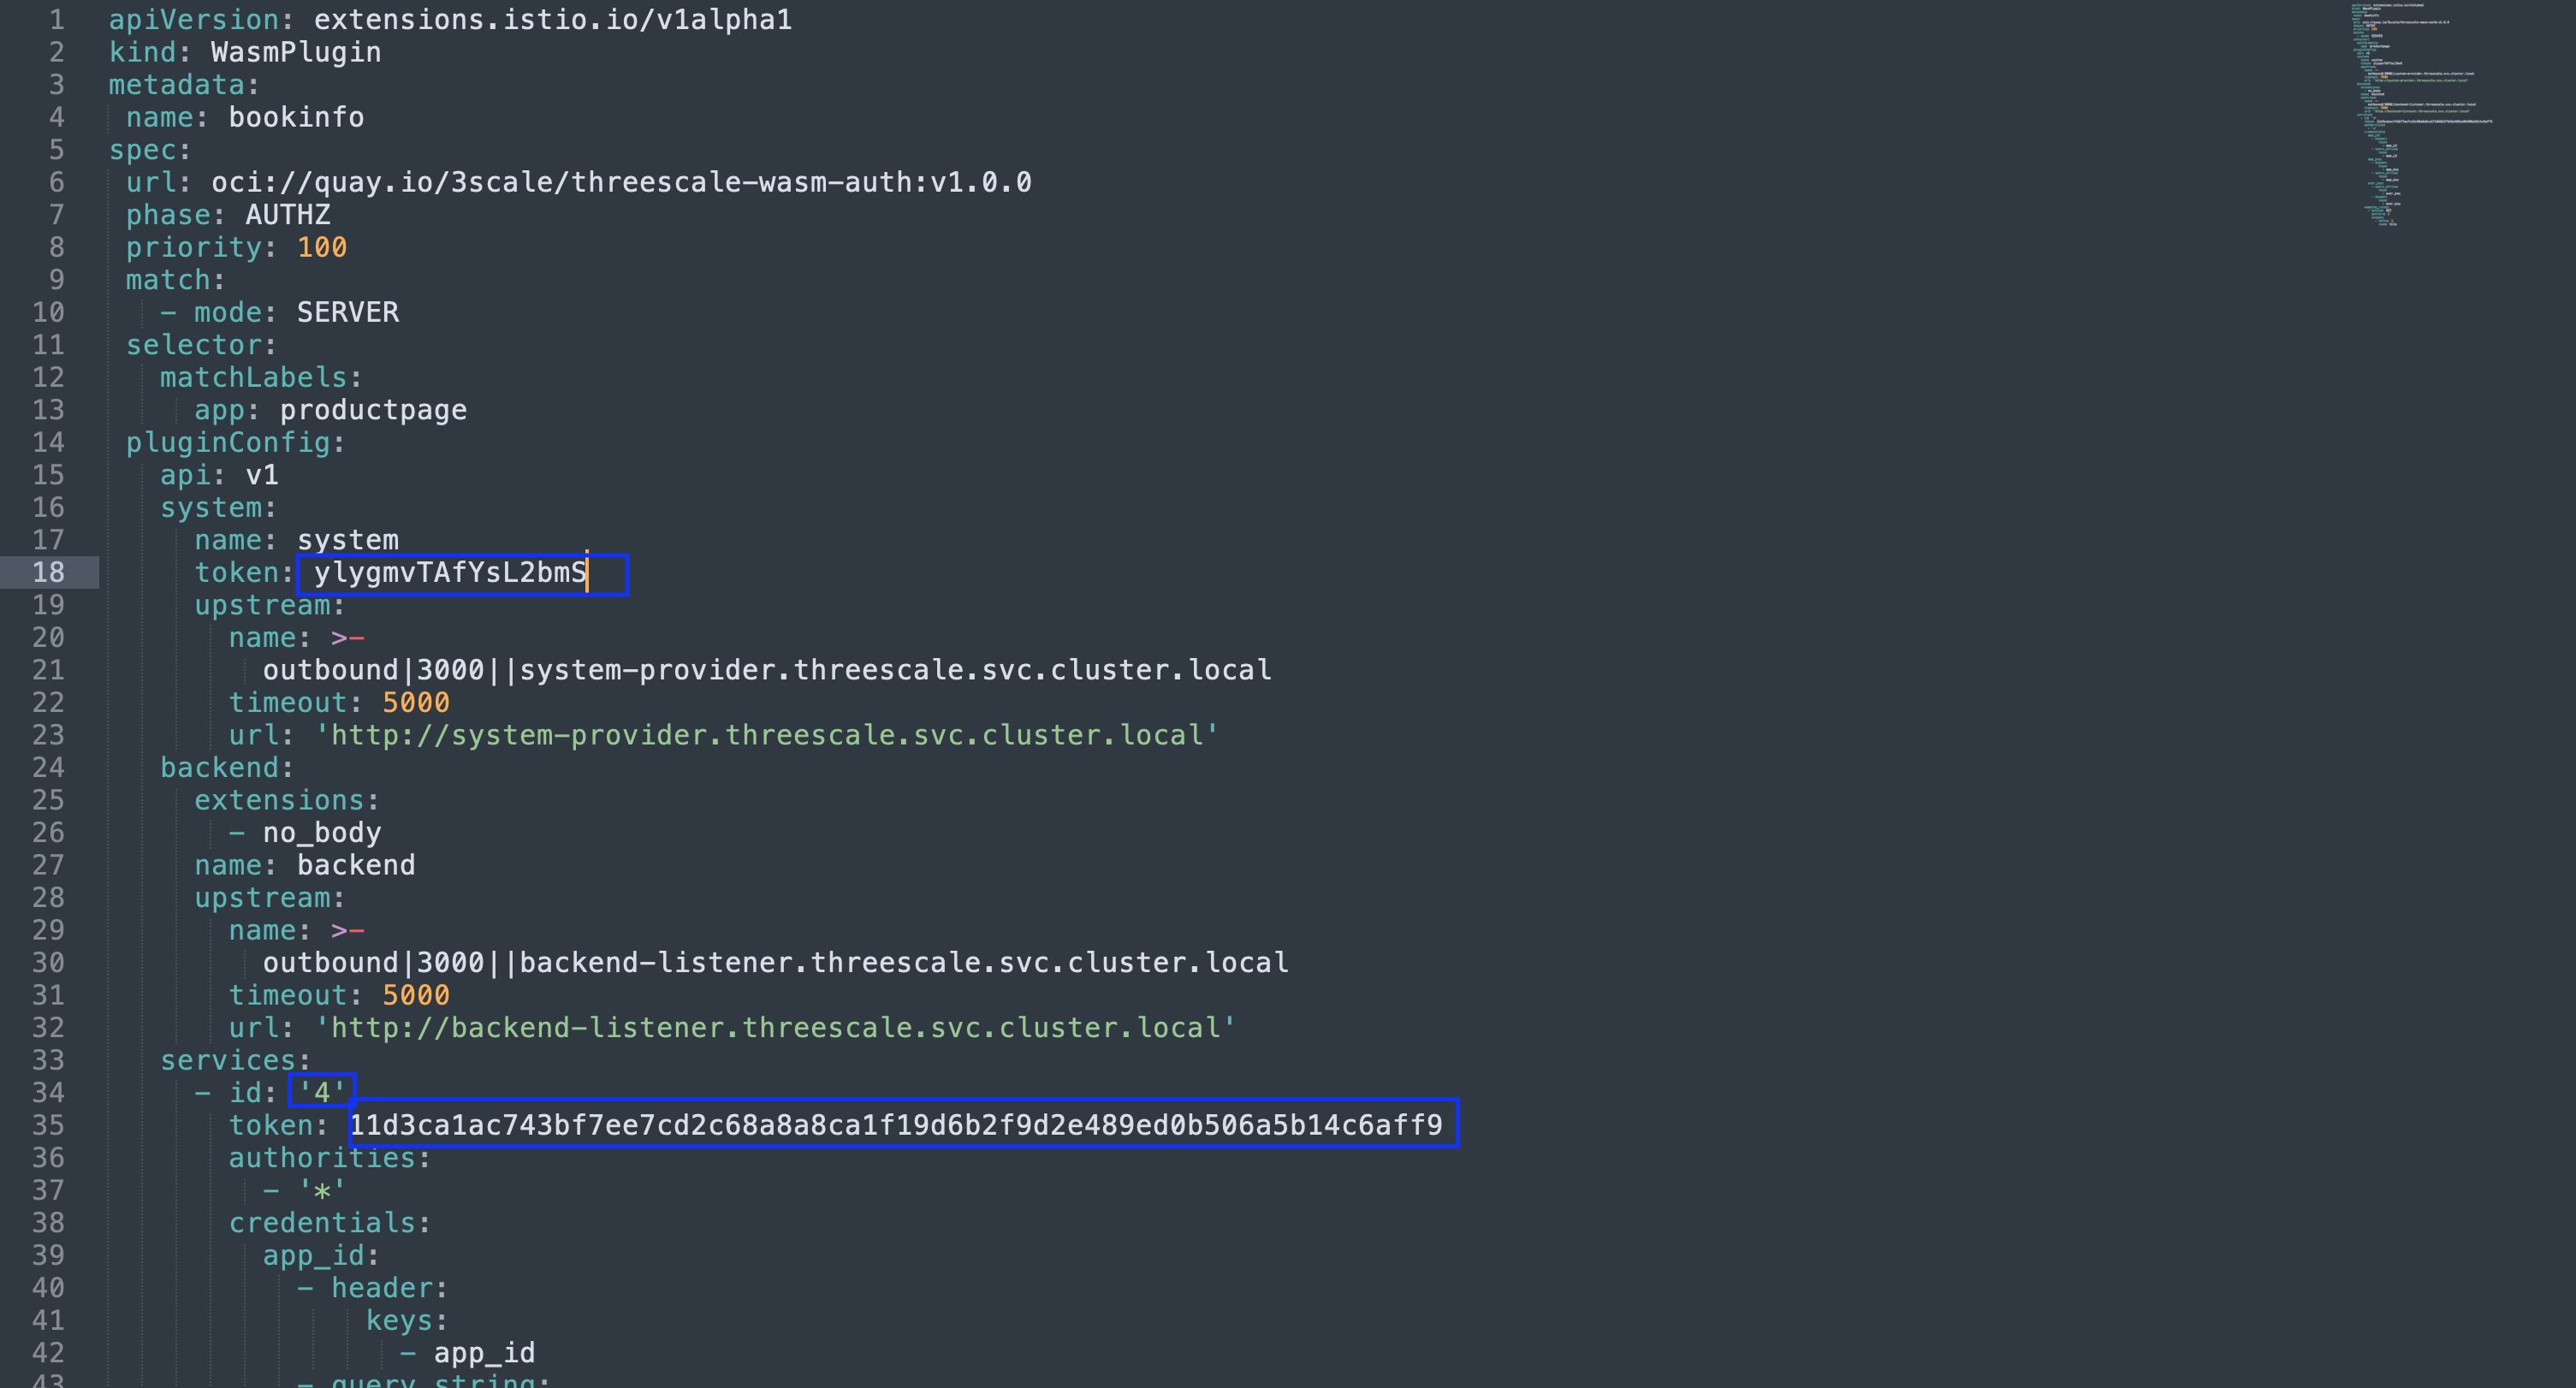 1 apiVersion: extensions.istio.io/v1alpha1
2 kind: WasmPlugin
3 metadata:
4 name: bookinfo
5 spec:
6 url: oci://quay.io/3scale/threescale-wasm-auth:v1.0.0
7 phase: AUTHZ
8 priority: 100
9 match:
10 - mode: SERVER
11 selector:
12 matchLabels:
13 app: productpage
14 pluginConfig:
15 api: v1
16 system:
17 name: system
18 token: ylygmvTAfYsL2bmS
19 upstream:
20 name: >-
21 outbound|3000||system-provider.threescale.svc.cluster.local
22 timeout: 5000
23 url: 'http://system-provider.threescale.svc.cluster.local'
24 backend:
25 extensions:
26 - no_body
27 name: backend
28 upstream:
29 name: >-
30 outbound|3000||backend-listener.threescale.svc.cluster.local
31 timeout: 5000
32 url: 'http://backend-listener.threescale.svc.cluster.local'
33 services:
34 - id: '4'
35 token: 11d3ca1ac743bf7ee7cd2c68a8a8ca1f19d6b2f9d2e489ed0b506a5b14c6aff9
36 authorities:
37 - '*'
38 credentials:
39 app_id:
40 - header:
41 keys:
42 - app_id
43 - query_string: